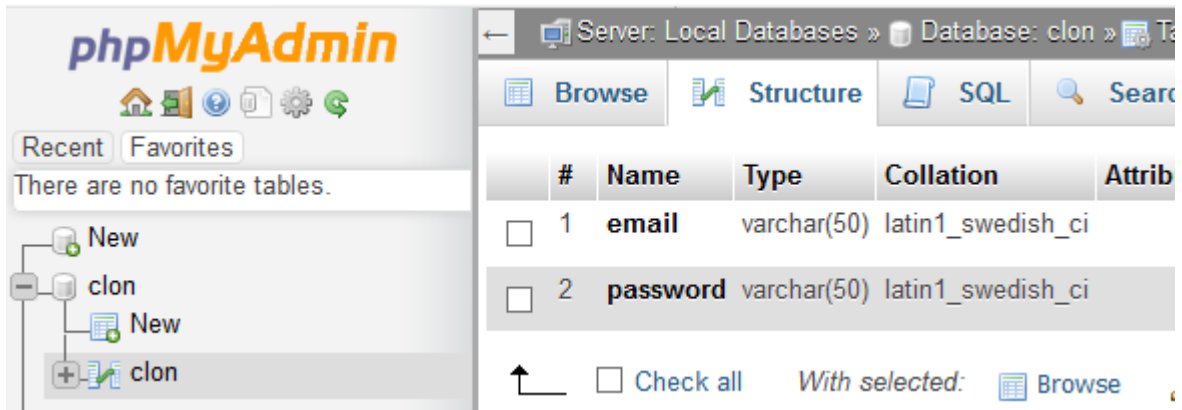 phpMyAdmin
Recent Favorites
There are no favorite tables.
New
clon
New
clon
← Server: Local Databases » Database: clon » Ta
Browse Structure SQL Searc
# Name Type Collation Attrib
1 email varchar(50) latin1_swedish_ci
2 password varchar(50) latin1_swedish_ci
Check all With selected: Browse